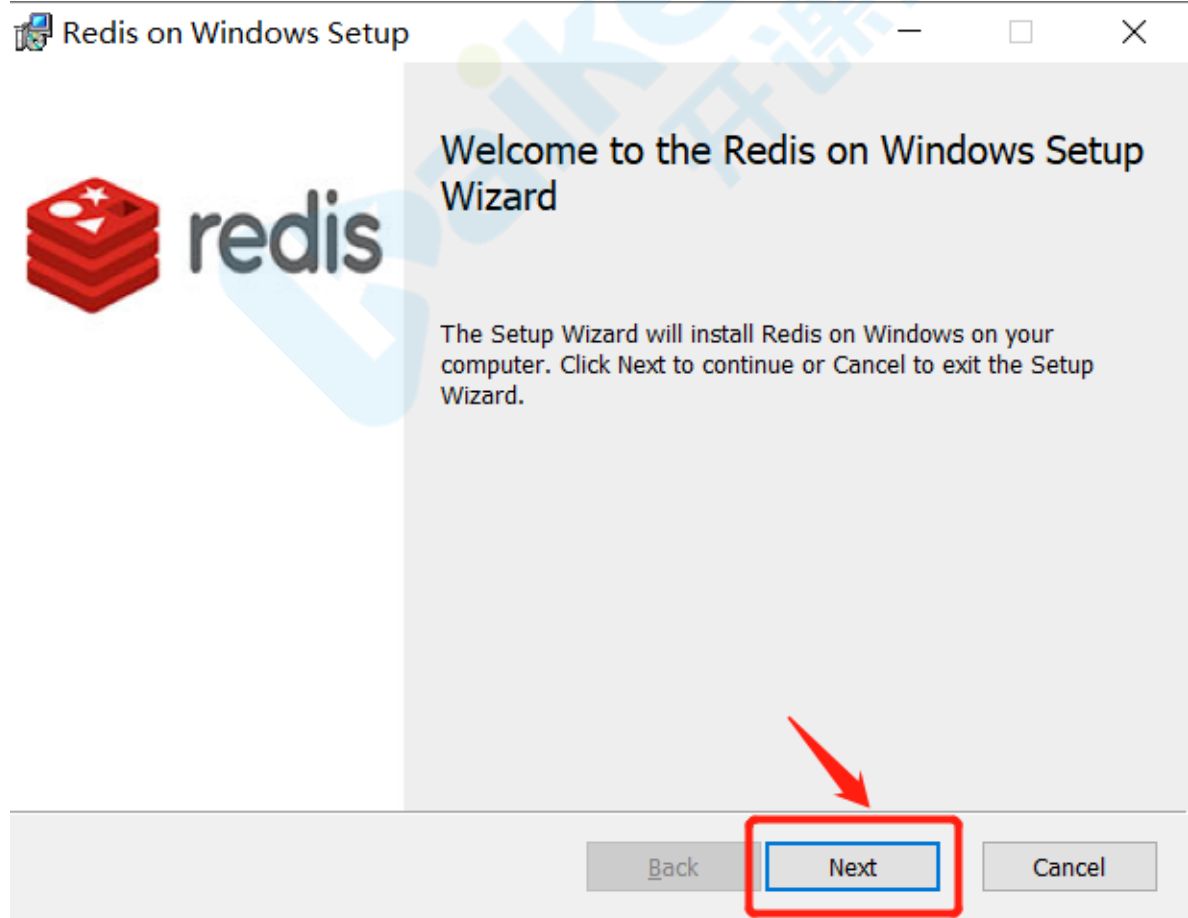 Redis on Windows Setup
Welcome to the Redis on Windows Setup
Wizard
redis
The Setup Wizard will install Redis on Windows on your
computer. Click Next to continue or Cancel to exit the Setup
Wizard.
Back
Next
Cancel